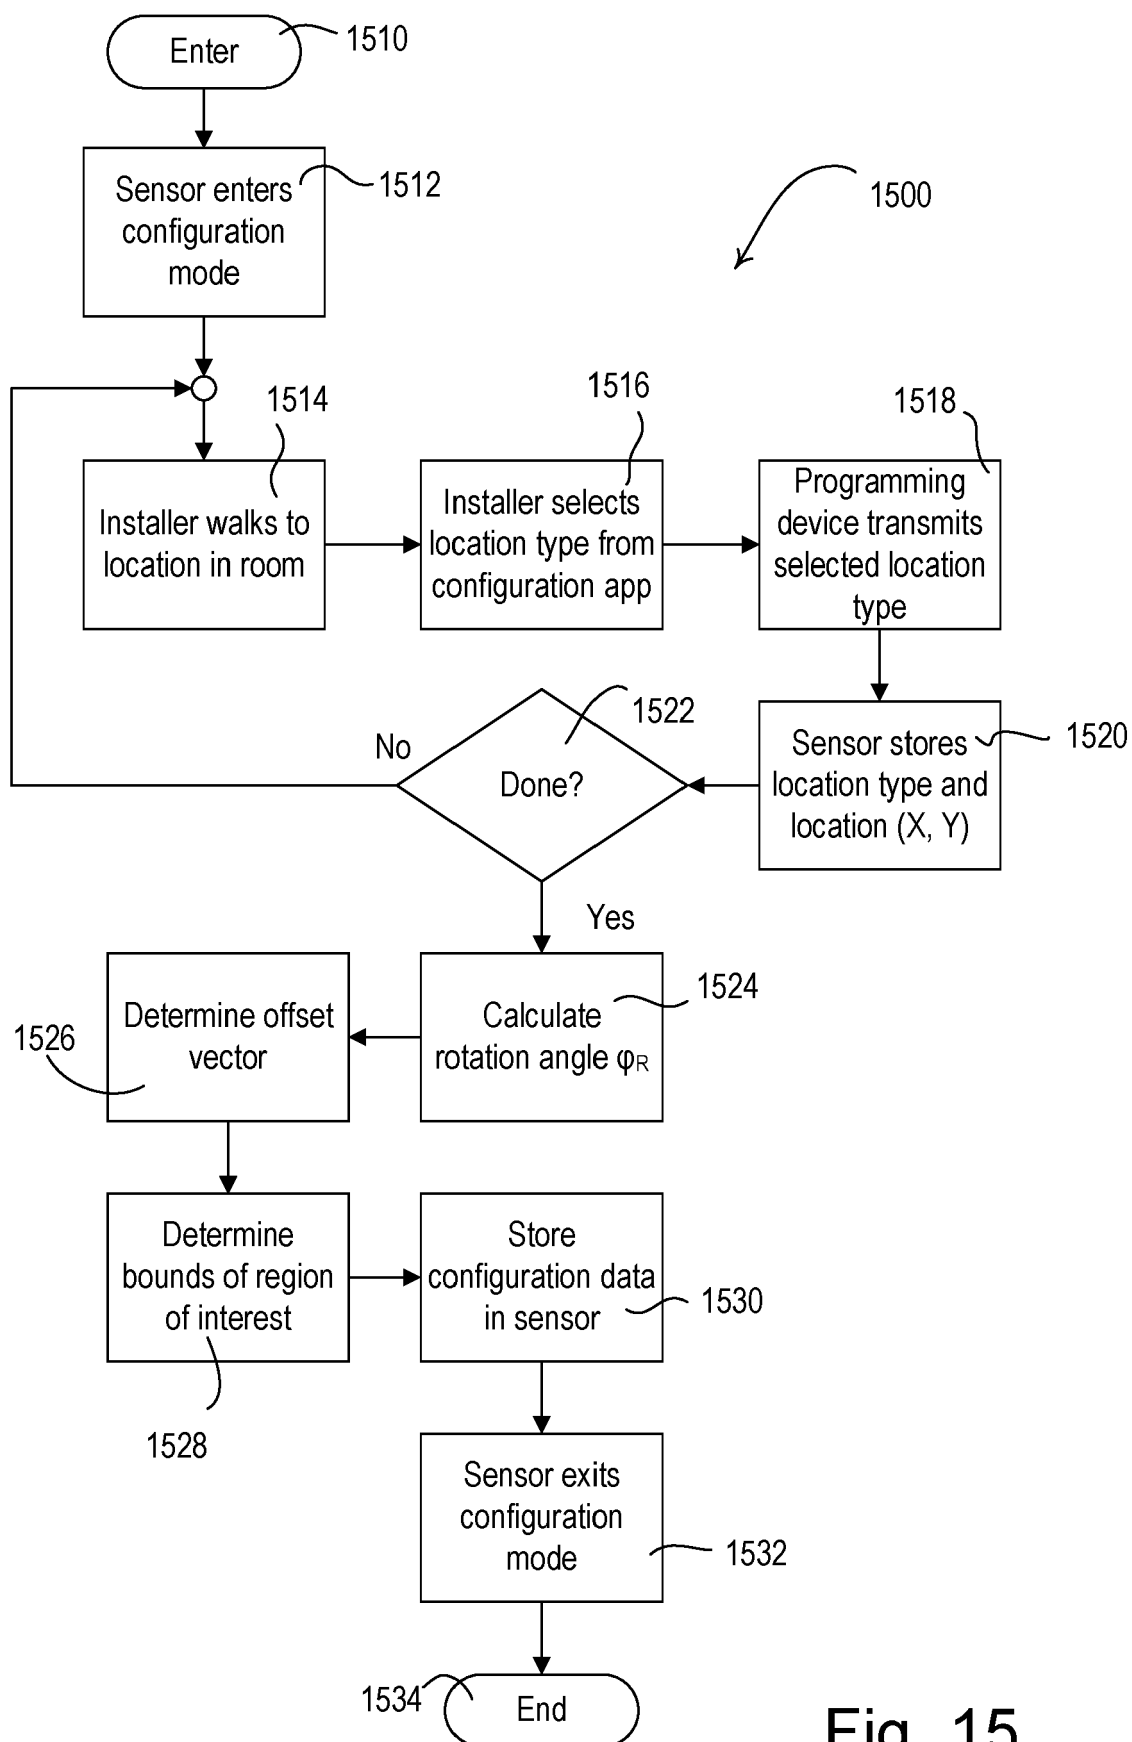 Enter
1510
Sensor enters
configuration
mode
1512
1500
1514
Installer walks to
location in room
1516
Installer selects
location type from
configuration app
1518
Programming
device transmits
selected location
type
1520
Sensor stores
location type and
location (X, Y)
1522
Done?
No
Yes
1524
Calculate
rotation angle φR
1526
Determine offset
vector
Determine
bounds of region
of interest
1528
Store
configuration data
in sensor
1530
Sensor exits
configuration
mode
1532
1534
End
Fig. 15